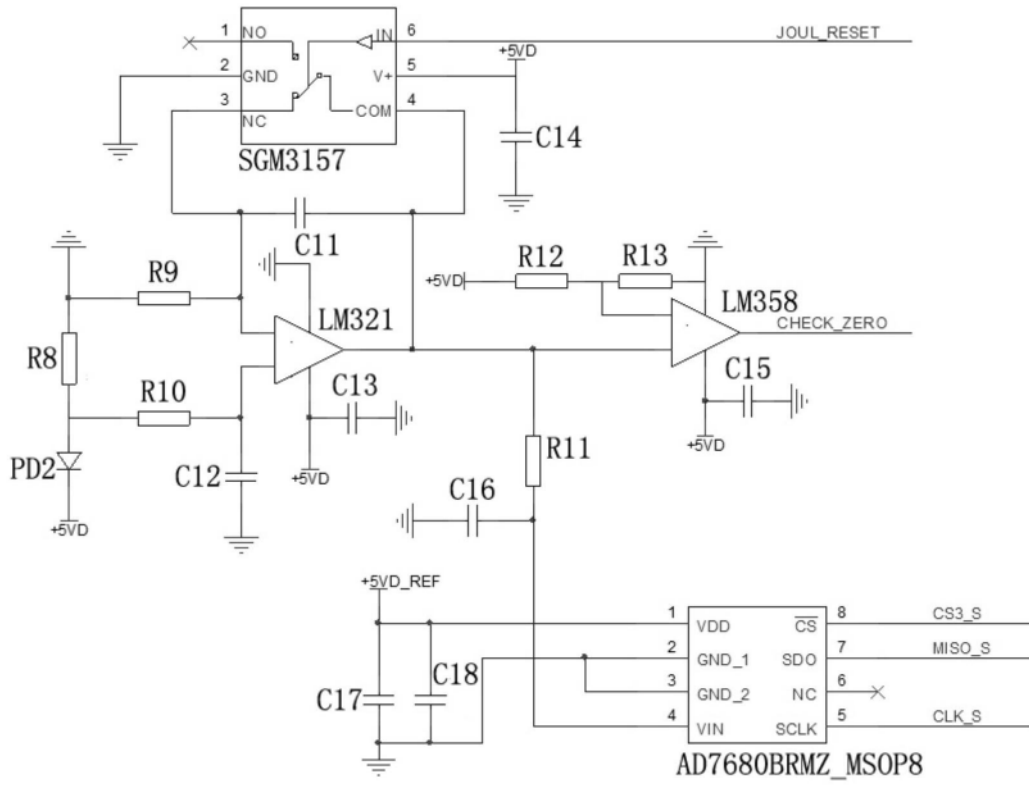 1 NO IN 6 JOUL_RESET
+5VD
2 GND V+ 5
3 NC COM 4
SGM3157 C14
C11
R9 R12 R13
+5VD
LM321 LM358
CHECK_ZERO
R8 R10 C13 C15
+5VD
R11
PD2 C12 +5VD
+5VD
C16
+5VD_REF
1 VDD CS 8 CS3_S
2 GND_1 SDO 7 MISO_S
C17 C18
3 GND_2 NC 6
4 VIN SCLK 5 CLK_S
AD7680BRMZ_MSOP8